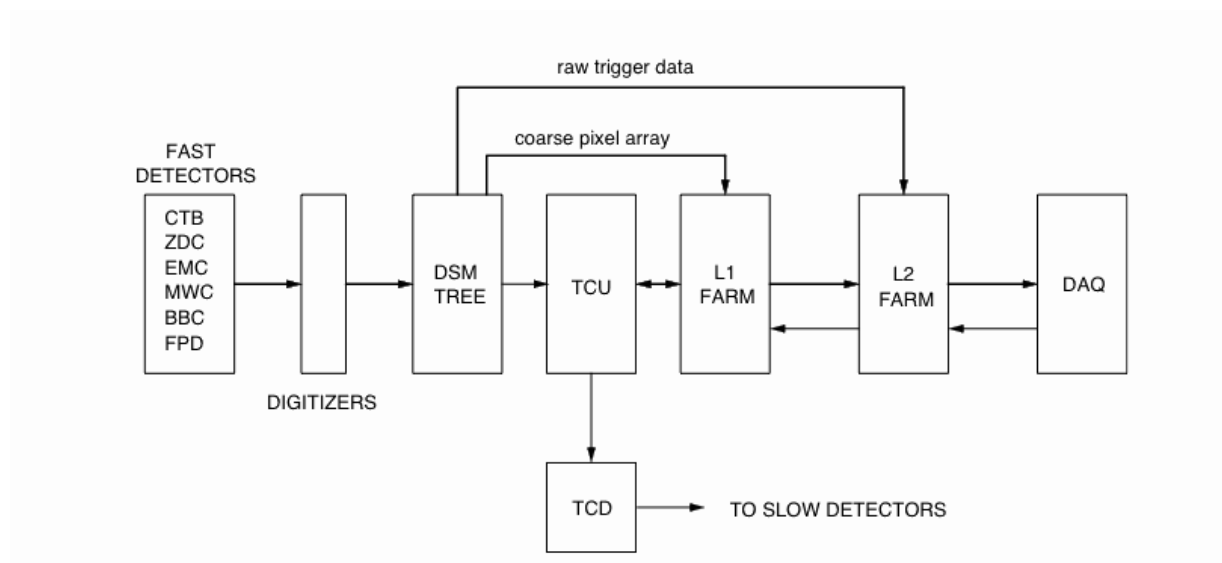 raw trigger data
coarse pixel array
FAST
DETECTORS
CTB
ZDC
EMC
MWC
BBC
FPD
DIGITIZERS
DSM
TREE
TCU
L1
FARM
L2
FARM
DAQ
TCD
TO SLOW DETECTORS